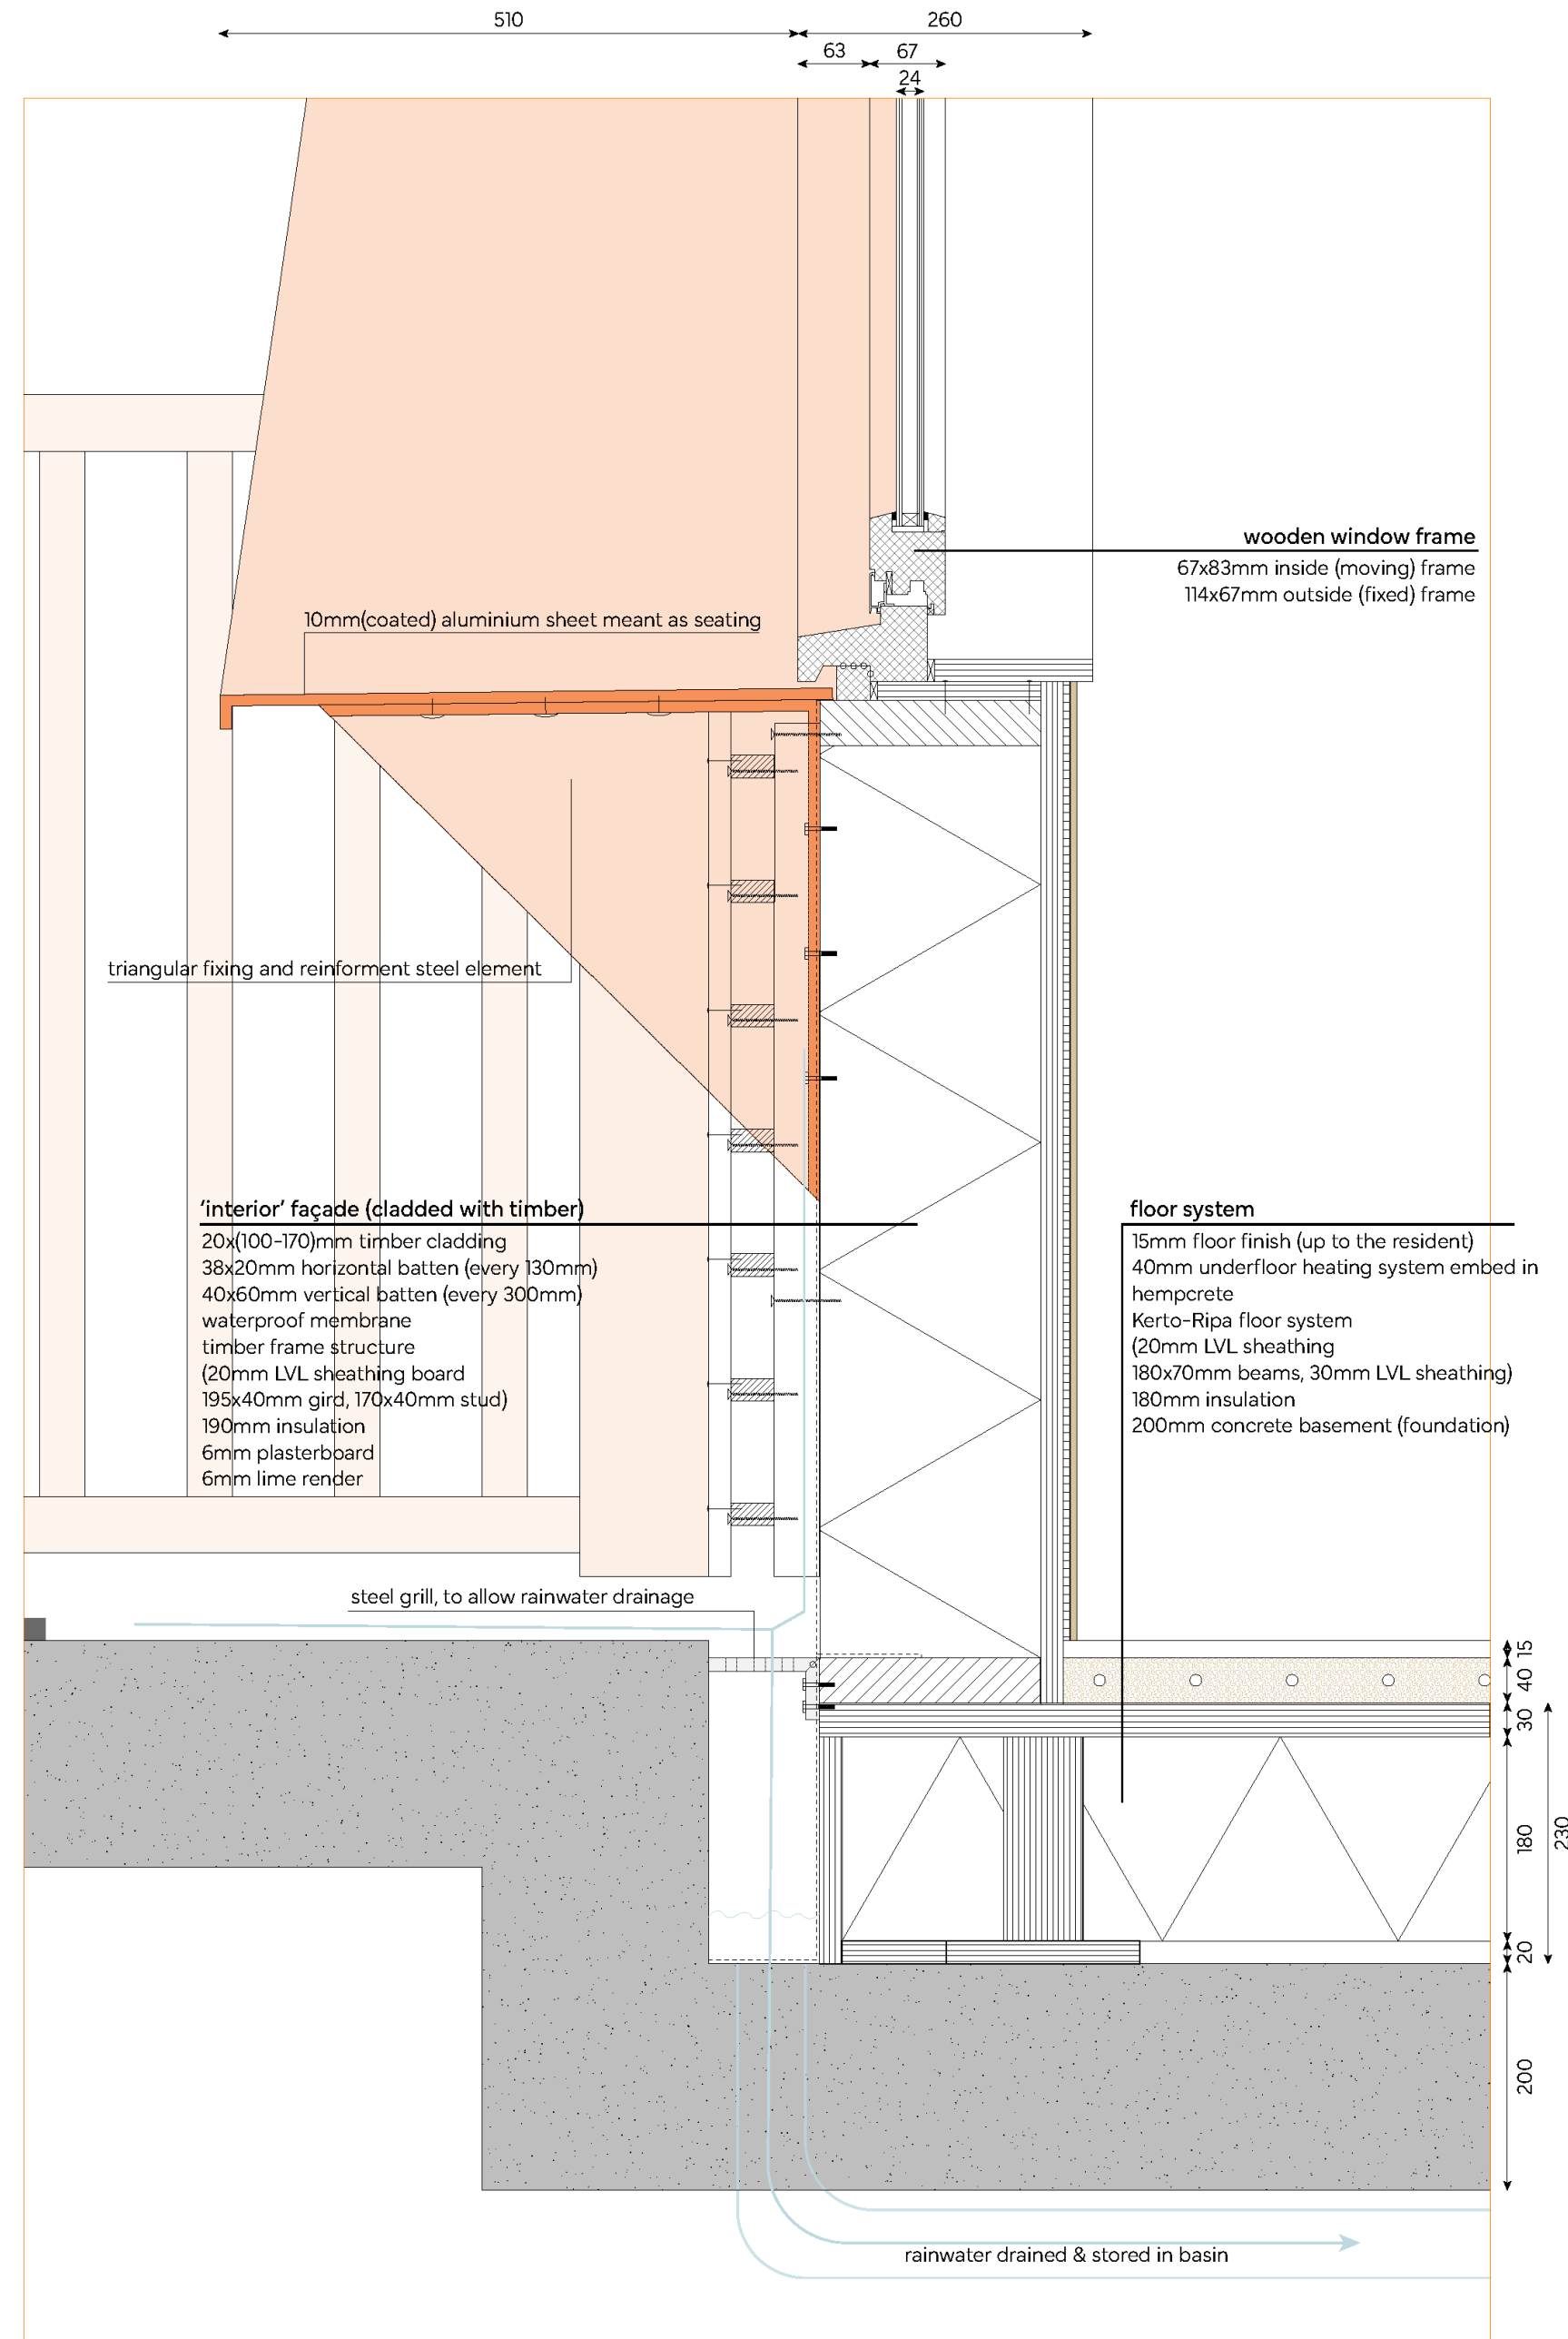 510
260
63
67
24
wooden window frame
67x83mm inside (moving) frame
114x67mm outside (fixed) frame
10mm(coated) aluminium sheet meant as seating
triangular fixing and reinforment steel element
'interior' façade (cladded with timber)
20x(100-170)mm timber cladding
38x20mm horizontal batten (every 130mm)
40x60mm vertical batten (every 300mm)
waterproof membrane
timber frame structure
(20mm LVL sheathing board
195x40mm gird, 170x40mm stud)
190mm insulation
6mm plasterboard
6mm lime render
floor system
15mm floor finish (up to the resident)
40mm underfloor heating system embed in
hempcrete
Kerto-Ripa floor system
(20mm LVL sheathing
180x70mm beams, 30mm LVL sheathing)
180mm insulation
200mm concrete basement (foundation)
steel grill, to allow rainwater drainage
15
40
30
180
230
20
200
rainwater drained & stored in basin